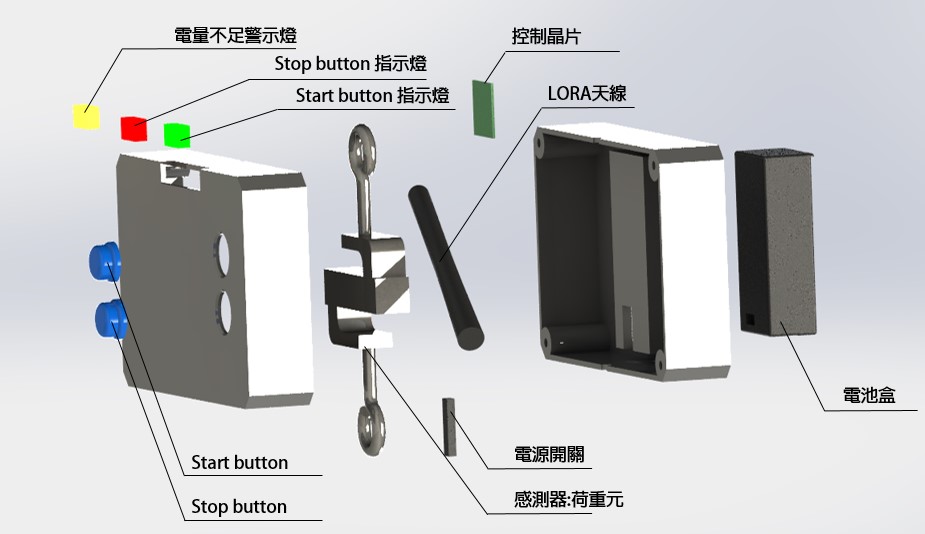 電量不足警示燈
Stop button 指示燈
Start button 指示燈
控制晶片
LORA天線
電池盒
Start button
Stop button
電源開關
感測器:荷重元